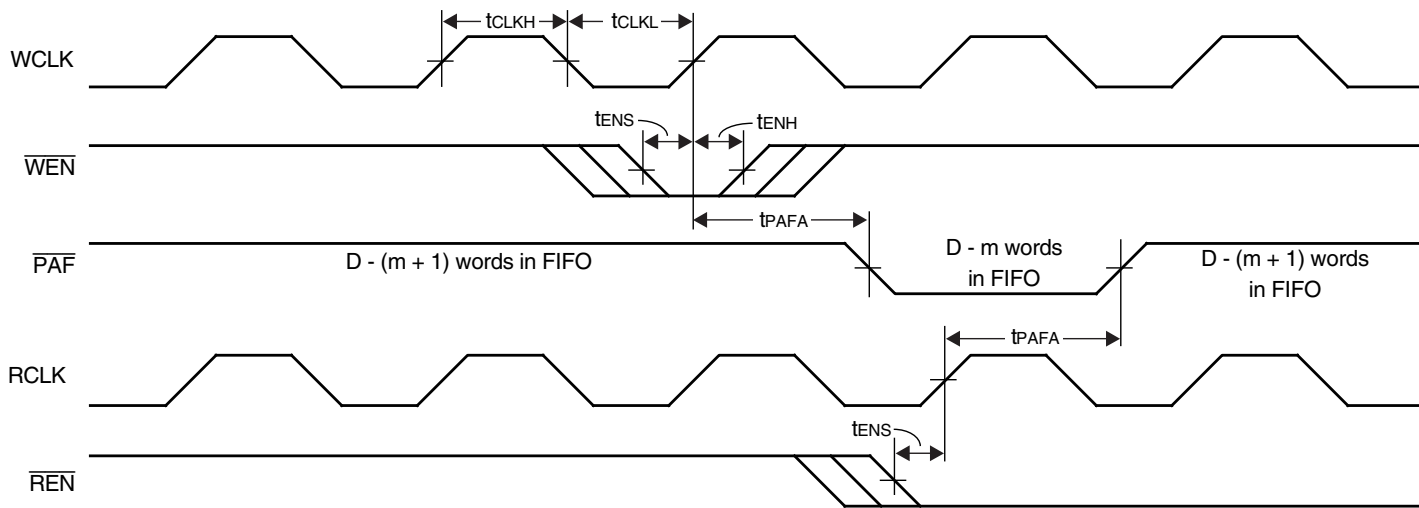 tCLKH
tCLKL
WCLK
tENS
tENH
WEN
tPAFA
PAF
D - (m + 1) words in FIFO
D - m words
in FIFO
D - (m + 1) words
in FIFO
tPAFA
RCLK
tENS
REN